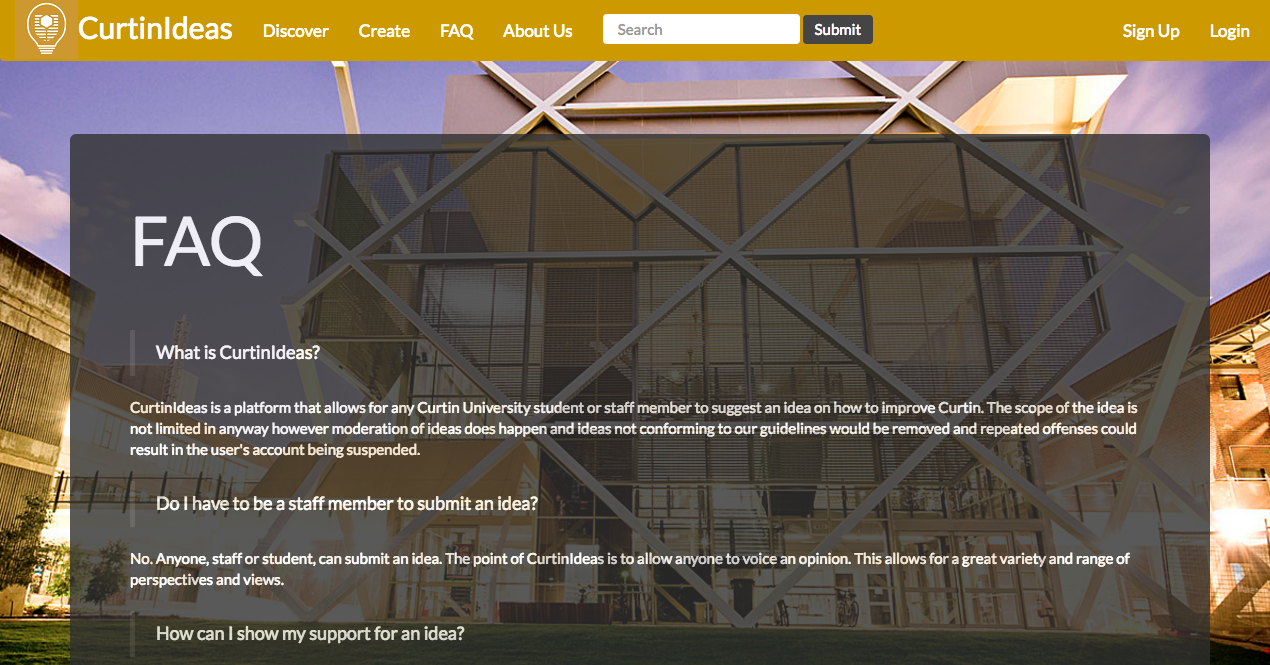 CurtinIdeas Discover Create FAQ About Us Search Submit Sign Up Login
FAQ
What is CurtinIdeas?
CurtinIdeas is a platform that allows for any Curtin University student or staff member to suggest an idea on how to improve Curtin. The scope of the idea is
not limited in anyway however moderation of ideas does happen and ideas not conforming to our guidelines would be removed and repeated offenses could
result in the user's account being suspended.
Do I have to be a staff member to submit an idea?
No. Anyone, staff or student, can submit an idea. The point of CurtinIdeas is to allow anyone to voice an opinion. This allows for a great variety and range of
perspectives and views.
How can I show my support for an idea?